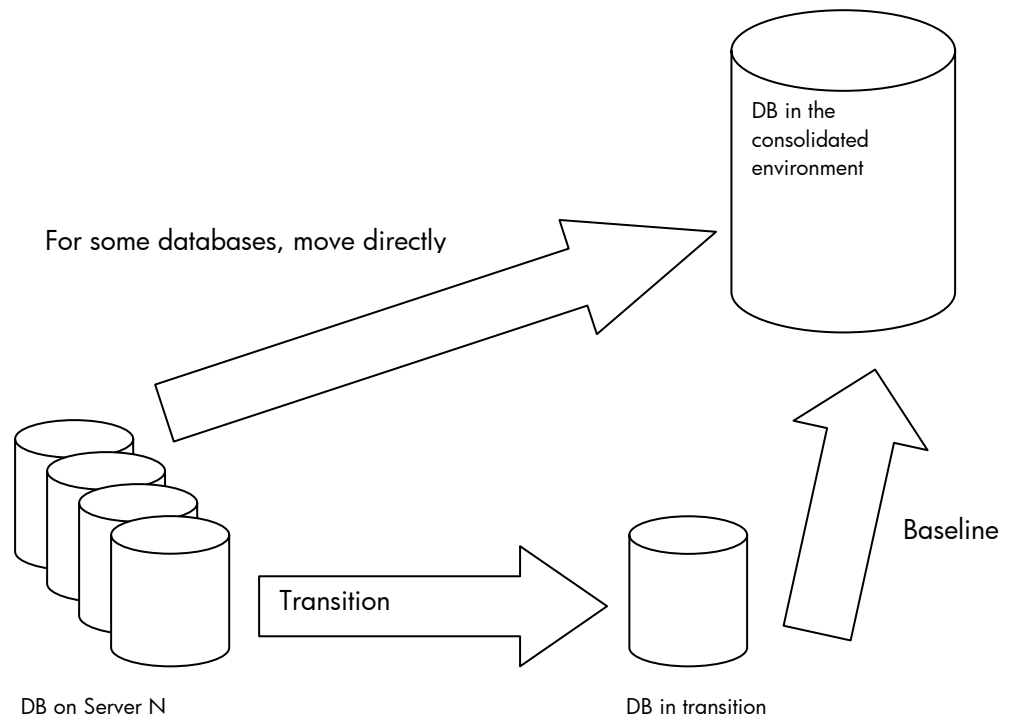 DB in the
consolidated
environment
For some databases, move directly
Baseline
Transition
DB on Server N
DB in transition